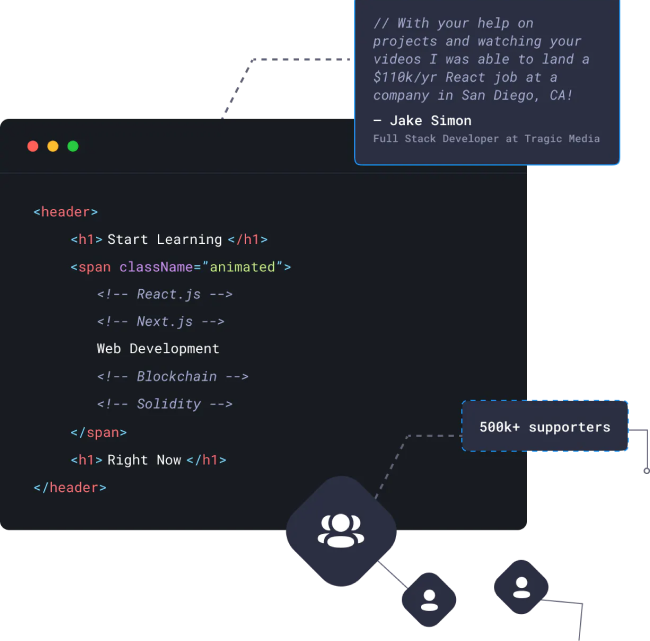 // With your help on
projects and watching your
videos I was able to land a
$110k/yr React job at a
company in San Diego, CA!
— Jake Simon
Full Stack Developer at Tragic Media
<header>
<h1> Start Learning </h1>
<span className="animated">
<!-- React.js -->
<!-- Next.js -->
Web Development
<!-- Blockchain -->
<!-- Solidity -->
</span>
<h1> Right Now </h1>
</header>
500k+ supporters